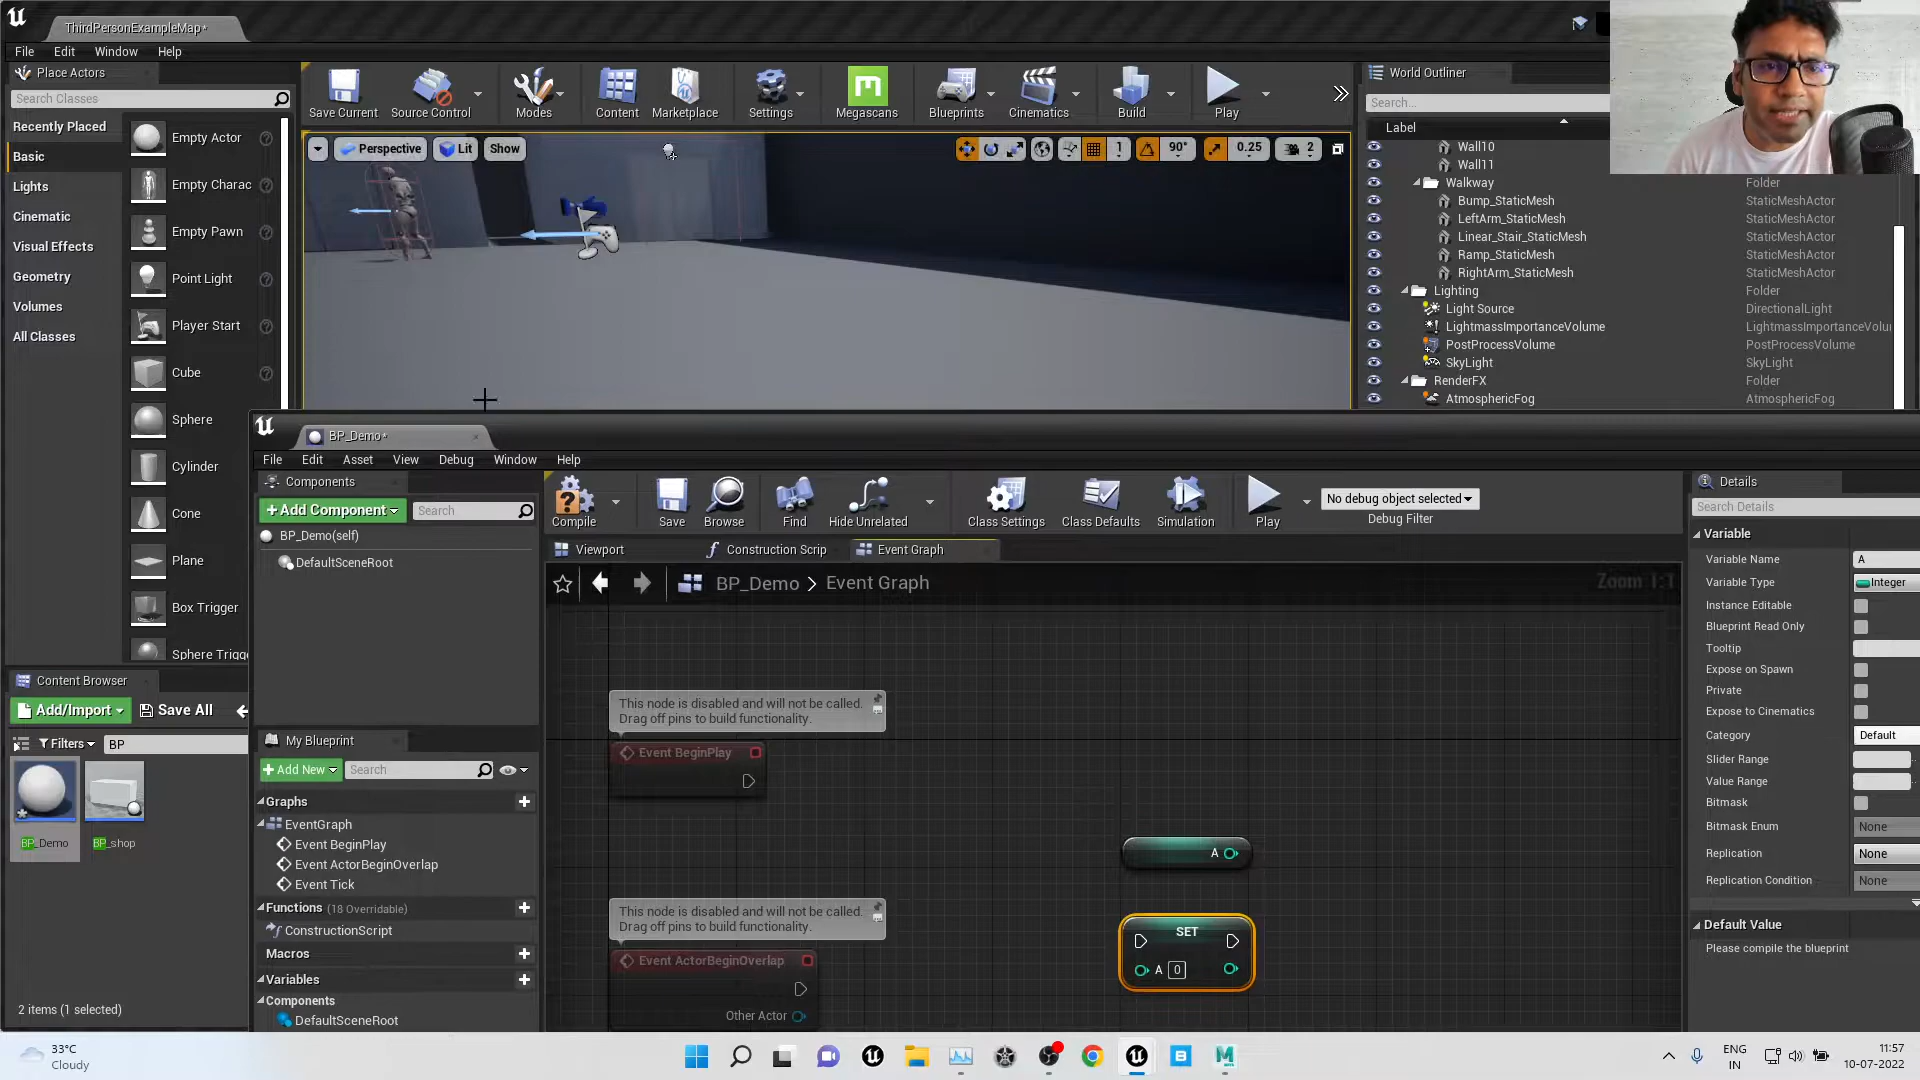 ThirdPersonExampleMap*
File Edit Window Help
Place Actors
Search Classes
Recently Placed
Basic
Lights
Cinematic
Visual Effects
Geometry
Volumes
All Classes
Empty Actor
Empty Charac
Empty Pawn
Point Light
Player Start
Cube
Sphere
Cylinder
Cone
Plane
Box Trigger
Sphere Trigge
Save Current
Source Control
Modes
Content
Marketplace
Settings
Megascans
Blueprints
Cinematics
Build
Play
Perspective
Lit
Show
1
90°
0.25
2
World Outliner
Search...
Label
Wall10
Wall11
Walkway Folder
Bump_StaticMesh StaticMeshActor
LeftArm_StaticMesh StaticMeshActor
Linear_Stair_StaticMesh StaticMeshActor
Ramp_StaticMesh StaticMeshActor
RightArm_StaticMesh StaticMeshActor
Lighting Folder
Light Source DirectionalLight
LightmassImportanceVolume LightmassImportanceVolu
PostProcessVolume PostProcessVolume
SkyLight SkyLight
RenderFX Folder
AtmosphericFog AtmosphericFog
Content Browser
Add/Import
Save All
Filters
BP
BP_Demo
BP_shop
2 items (1 selected)
BP_Demo*
File Edit Asset View Debug Window Help
Components
+Add Component
Search
BP_Demo(self)
DefaultSceneRoot
My Blueprint
+Add New
Search
Graphs
EventGraph
Event BeginPlay
Event ActorBeginOverlap
Event Tick
Functions (18 Overridable)
ConstructionScript
Macros
Variables
Components
DefaultSceneRoot
Compile
Save
Browse
Find
Hide Unrelated
Class Settings
Class Defaults
Simulation
Play
No debug object selected
Debug Filter
Viewport
Construction Scrip
Event Graph
BP_Demo > Event Graph
Zoom 1:1
This node is disabled and will not be called.
Drag off pins to build functionality.
Event BeginPlay
This node is disabled and will not be called.
Drag off pins to build functionality.
Event ActorBeginOverlap
Other Actor
A
SET
A 0
Details
Search Details
Variable
Variable Name A
Variable Type Integer
Instance Editable
Blueprint Read Only
Tooltip
Expose on Spawn
Private
Expose to Cinematics
Category Default
Slider Range
Value Range
Bitmask
Bitmask Enum None
Replication None
Replication Condition None
Default Value
Please compile the blueprint
33°C
Cloudy
ENG
IN
11:57
10-07-2022